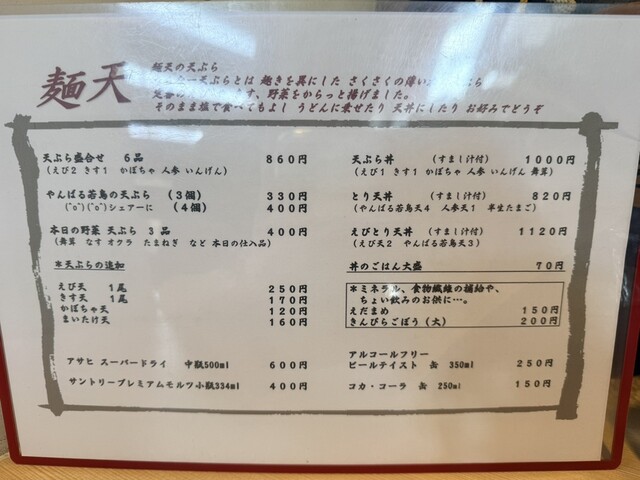 麺天
麺天の天ぷら
天ぷらとは 趣きを異にした さくさくの薄い
ます、野菜をからっと揚げました。
そのまま塩で食べてもよし うどんに乗せたり 天丼にしたり お好みでどうぞ
天ぷら盛合せ 6品 860円
(えび2 きす1 かぼちゃ 人参 いんげん)
やんばる若鳥の天ぷら (3個) 330円
(^o^)(^o^)シェアーに (4個) 400円
本日の野菜 天ぷら 3品 400円
(舞茸 なす オクラ たまねぎ など 本日の仕入品)
*天ぷらの追加
えび天 1尾 250円
きす天 1尾 170円
かぼちゃ天 120円
まいたけ天 160円
アサヒ スーパードライ 中瓶500ml 600円
サントリープレミアムモルツ小瓶334ml 400円
天ぷら丼 (すまし汁付) 1000円
(えび1 きす1 かぼちゃ 人参 いんげん 舞茸)
とり天丼 (すまし汁付) 820円
(やんばる若鳥天4 人参天1 半生たまご)
えびとり天丼 (すまし汁付) 1120円
(えび天2 やんばる若鳥天3)
丼のごはん大盛 70円
*ミネラル、食物繊維の補給や、
ちょい飲みのお供に…。
えだまめ 150円
きんぴらごぼう(大) 200円
アルコールフリー
ビールテイスト 缶 350ml 250円
コカ・コーラ 缶 250ml 150円